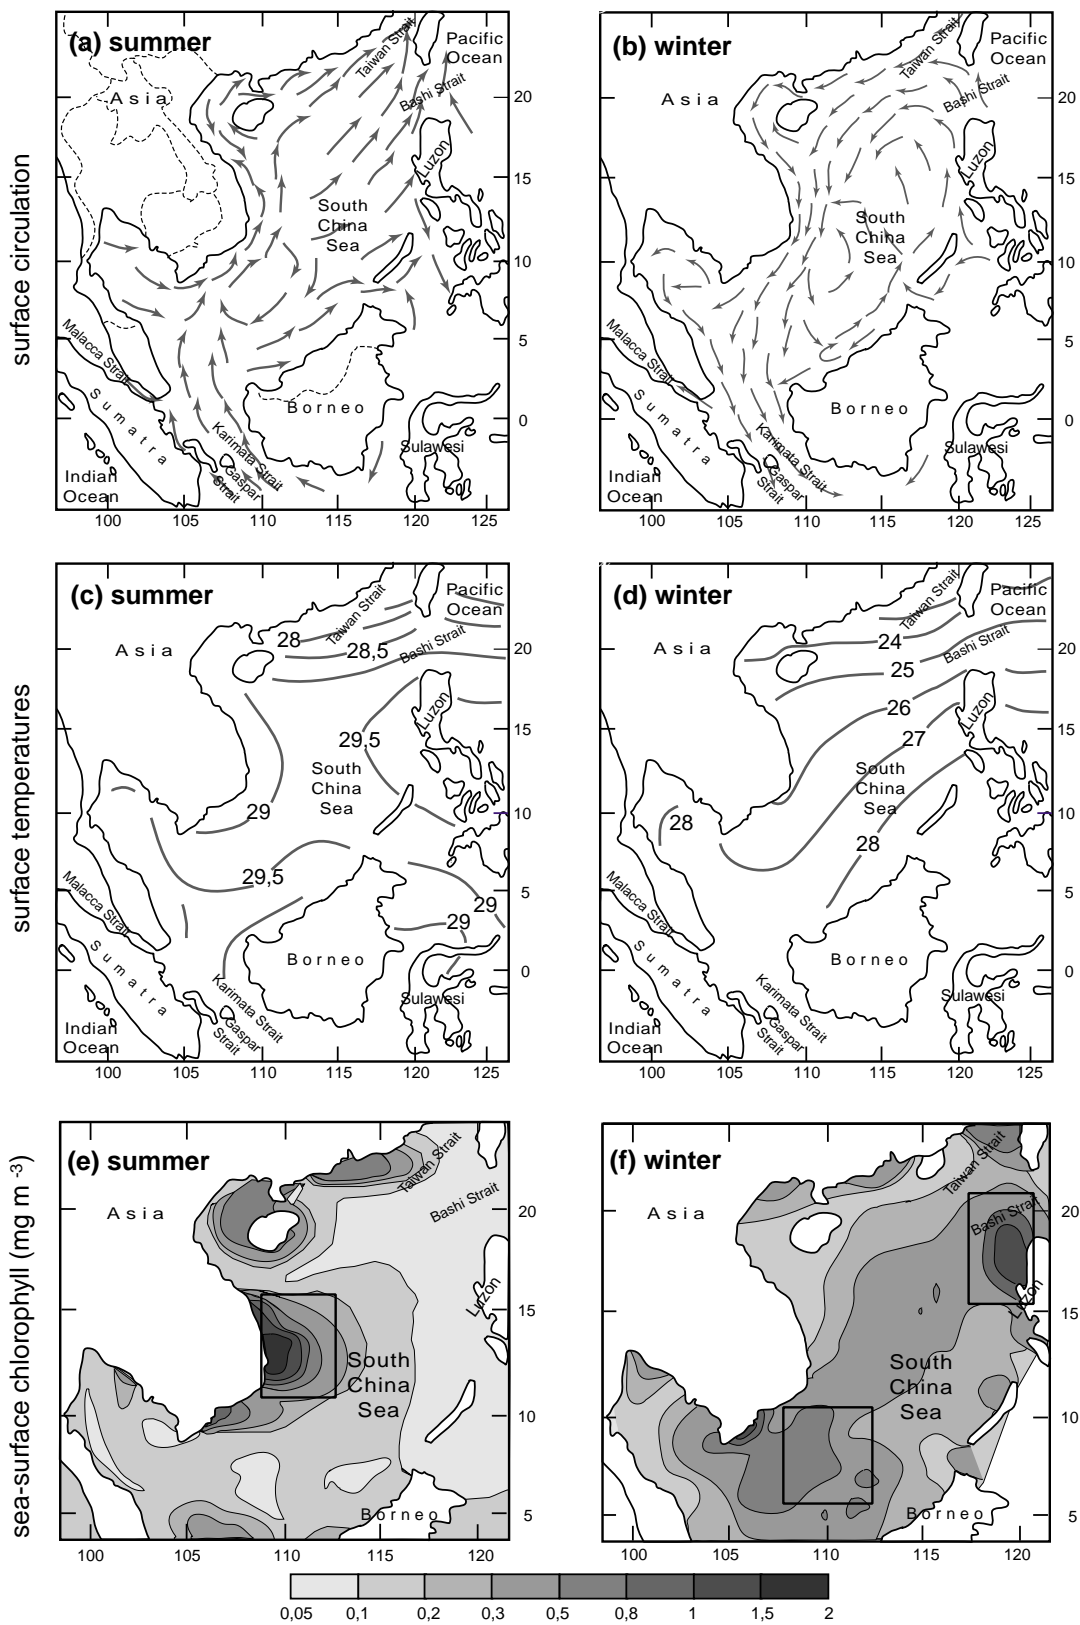 surface circulation
(a) summer
Pacific
Ocean
Asia
Taiwan Strait
Bashi Strait
Luzon
South
China
Sea
Malacca Strait
Sumatra
Borneo
Karimata Strait
Gaspar
Strait
Sulawesi
Indian
Ocean
20
15
10
5
0
100 105 110 115 120 125
(b) winter
Pacific
Ocean
Asia
Taiwan Strait
Bashi Strait
Luzon
South
China
Sea
Malacca Strait
Sumatra
Borneo
Karimata Strait
Gaspar
Strait
Sulawesi
Indian
Ocean
20
15
10
5
0
100 105 110 115 120 125
surface temperatures
(c) summer
Pacific
Ocean
Asia
Taiwan Strait
Bashi Strait
28
28,5
Luzon
29,5
South
China
Sea
29
29,5
29
29
Malacca Strait
Sumatra
Borneo
Karimata Strait
Gaspar
Strait
Sulawesi
Indian
Ocean
20
15
10
5
0
100 105 110 115 120 125
(d) winter
Pacific
Ocean
Asia
Taiwan Strait
Bashi Strait
24
25
26
27
Luzon
South
China
Sea
28
28
Malacca Strait
Sumatra
Borneo
Karimata Strait
Gaspar
Strait
Sulawesi
Indian
Ocean
20
15
10
5
0
100 105 110 115 120 125
sea-surface chlorophyll (mg m -3)
(e) summer
Asia
Taiwan Strait
Bashi Strait
Luzon
South
China
Sea
Borneo
20
15
10
5
100 105 110 115 120
(f) winter
Asia
Taiwan Strait
Bashi Strait
Luzon
South
China
Sea
Borneo
20
15
10
5
100 105 110 115 120
0,05 0,1 0,2 0,3 0,5 0,8 1 1,5 2